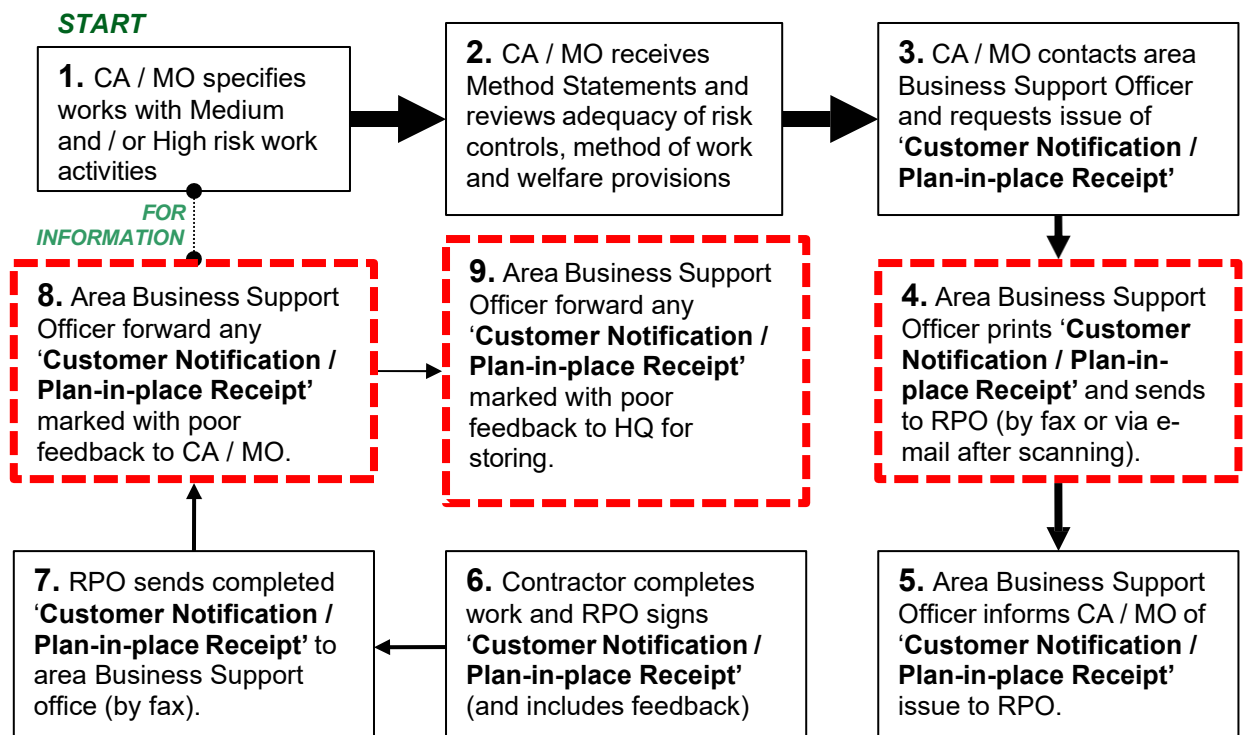 START
1. CA / MO specifies
works with Medium
and / or High risk work
activities
2. CA / MO receives
Method Statements and
reviews adequacy of risk
controls, method of work
and welfare provisions
3. CA / MO contacts area
Business Support Officer
and requests issue of
‘Customer Notification /
Plan-in-place Receipt’
FOR
INFORMATION
4. Area Business Support
Officer prints ‘Customer
Notification / Plan-in-
place Receipt’ and sends
to RPO (by fax or via e-
mail after scanning).
5. Area Business Support
Officer informs CA / MO of
‘Customer Notification /
Plan-in-place Receipt’
issue to RPO.
6. Contractor completes
work and RPO signs
‘Customer Notification /
Plan-in-place Receipt’
(and includes feedback)
7. RPO sends completed
‘Customer Notification /
Plan-in-place Receipt’ to
area Business Support
office (by fax).
8. Area Business Support
Officer forward any
‘Customer Notification /
Plan-in-place Receipt’
marked with poor
feedback to CA / MO.
9. Area Business Support
Officer forward any
‘Customer Notification /
Plan-in-place Receipt’
marked with poor
feedback to HQ for
storing.